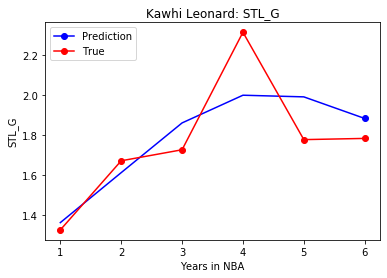 Kawhi Leonard: STL_G
Prediction
True
STL_G
2.2
2.0
1.8
1.6
1.4
1 2 3 4 5 6
Years in NBA